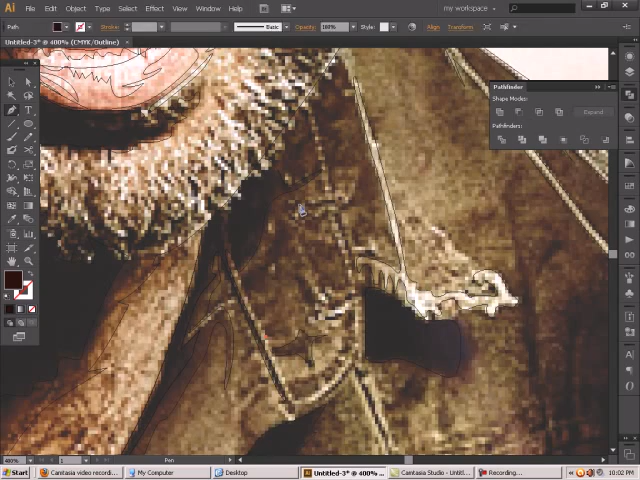 Ai File Edit Object Type Select Effect View Window Help Br my workspace
Path Stroke: Basic Opacity: 100% Style: Align Transform
Untitled-3* @ 400% (CMYK/Outline) ×
Pathfinder
Shape Modes:
Expand
Pathfinders:
T
A
400% 1 Pen
Start Camtasia video recordi... My Computer Desktop Untitled-3* @ 400% ... Camtasia Studio - Untitl... Recording... 10:02 PM